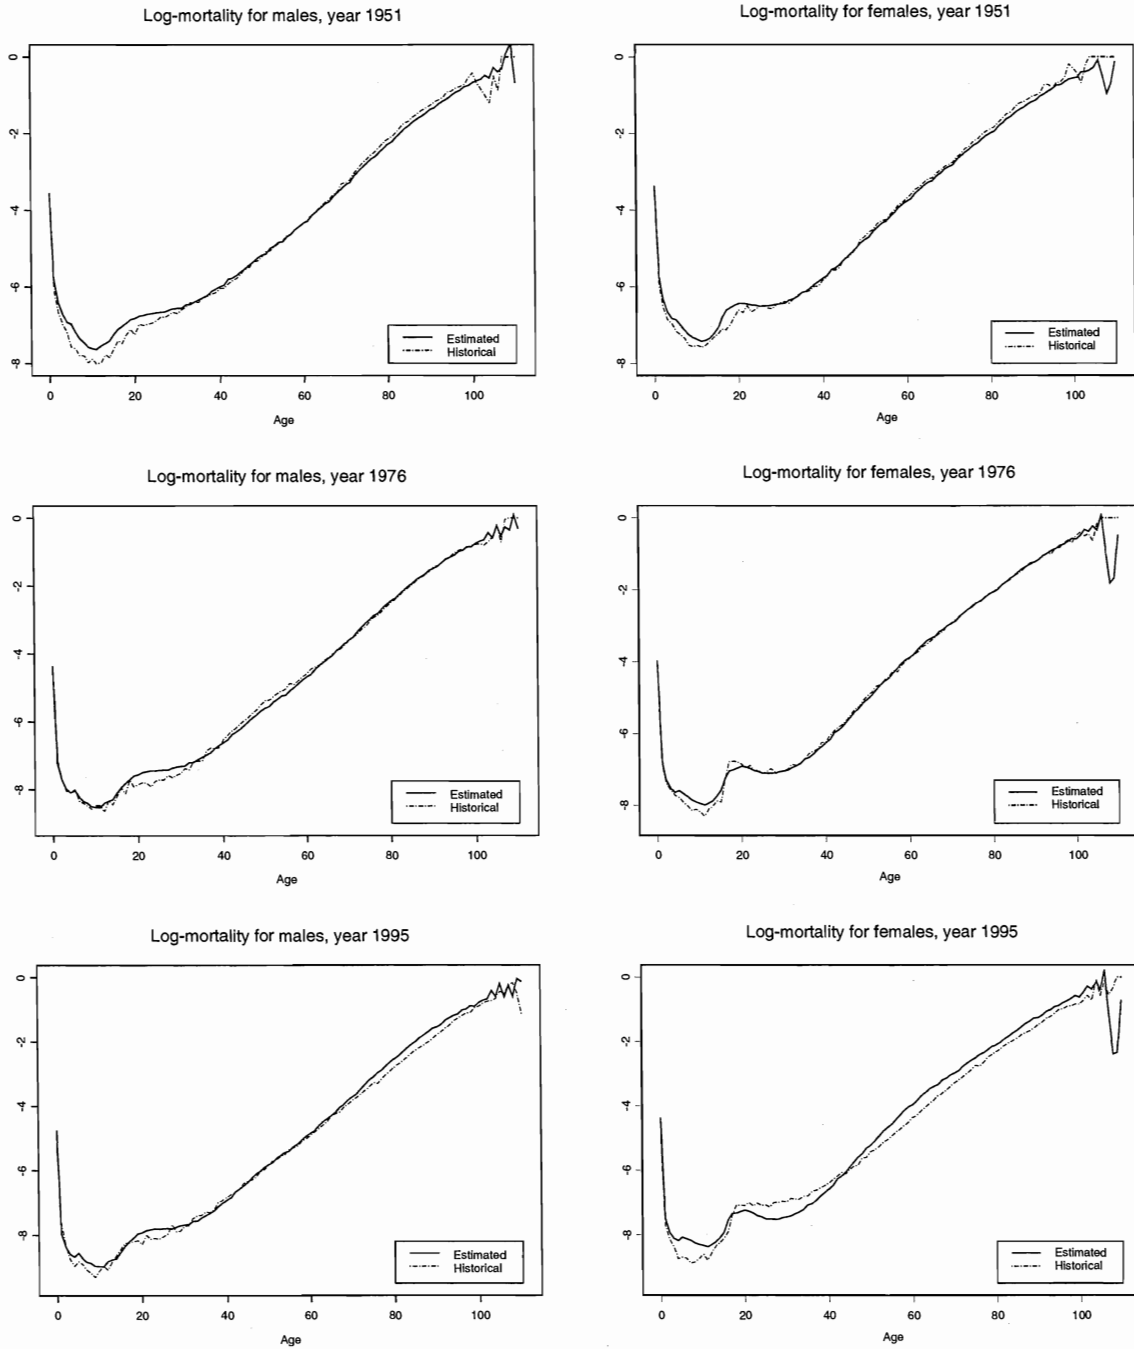 Log-mortality for males, year 1951
0
-2
-4
-6
-8
Estimated
Historical
0 20 40 60 80 100
Age
Log-mortality for females, year 1951
0
-2
-4
-6
-8
Estimated
Historical
0 20 40 60 80 100
Age
Log-mortality for males, year 1976
0
-2
-4
-6
-8
Estimated
Historical
0 20 40 60 80 100
Age
Log-mortality for females, year 1976
0
-2
-4
-6
-8
Estimated
Historical
0 20 40 60 80 100
Age
Log-mortality for males, year 1995
0
-2
-4
-6
-8
Estimated
Historical
0 20 40 60 80 100
Age
Log-mortality for females, year 1995
0
-2
-4
-6
-8
Estimated
Historical
0 20 40 60 80 100
Age